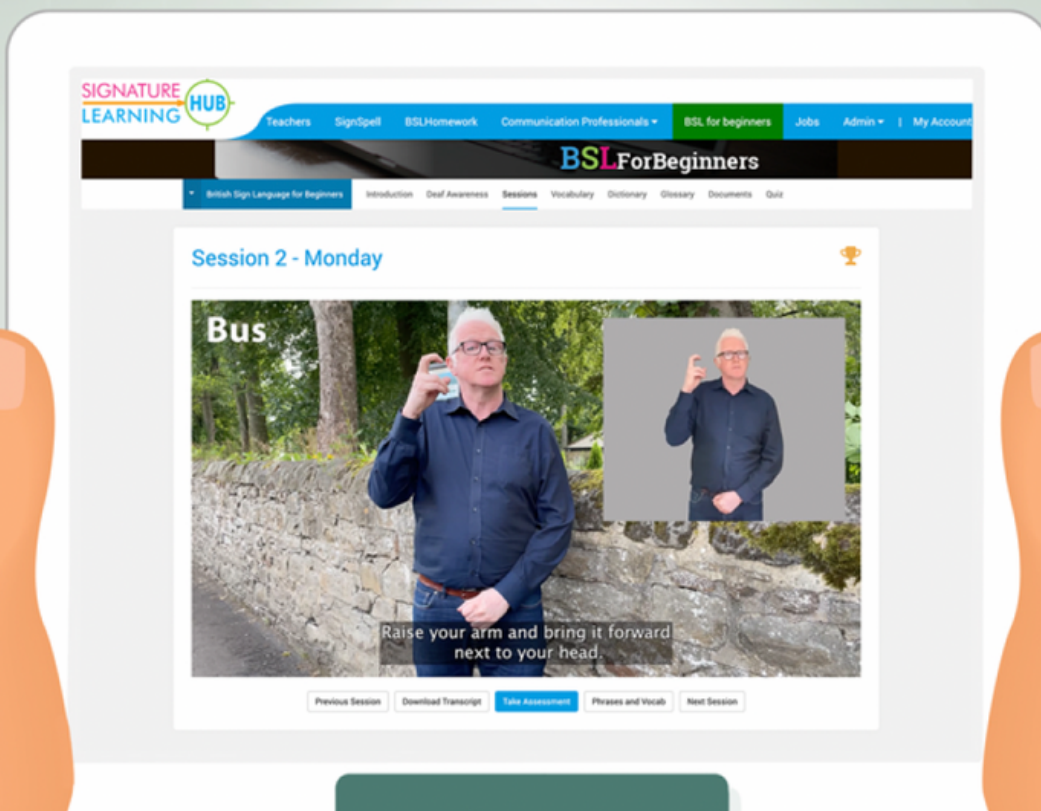 SIGNATURE
LEARNING
HUB
Teachers SignSpell BSLHomework Communication Professionals BSL for beginners Jobs Admin | My Account
BSLForBeginners
British Sign Language for Beginners Introduction Deaf Awareness Sessions Vocabulary Dictionary Glossary Documents Quiz
Session 2 - Monday
Bus
Raise your arm and bring it forward
next to your head.
Previous Session Download Transcript Take Assessment Phrases and Vocab Next Session